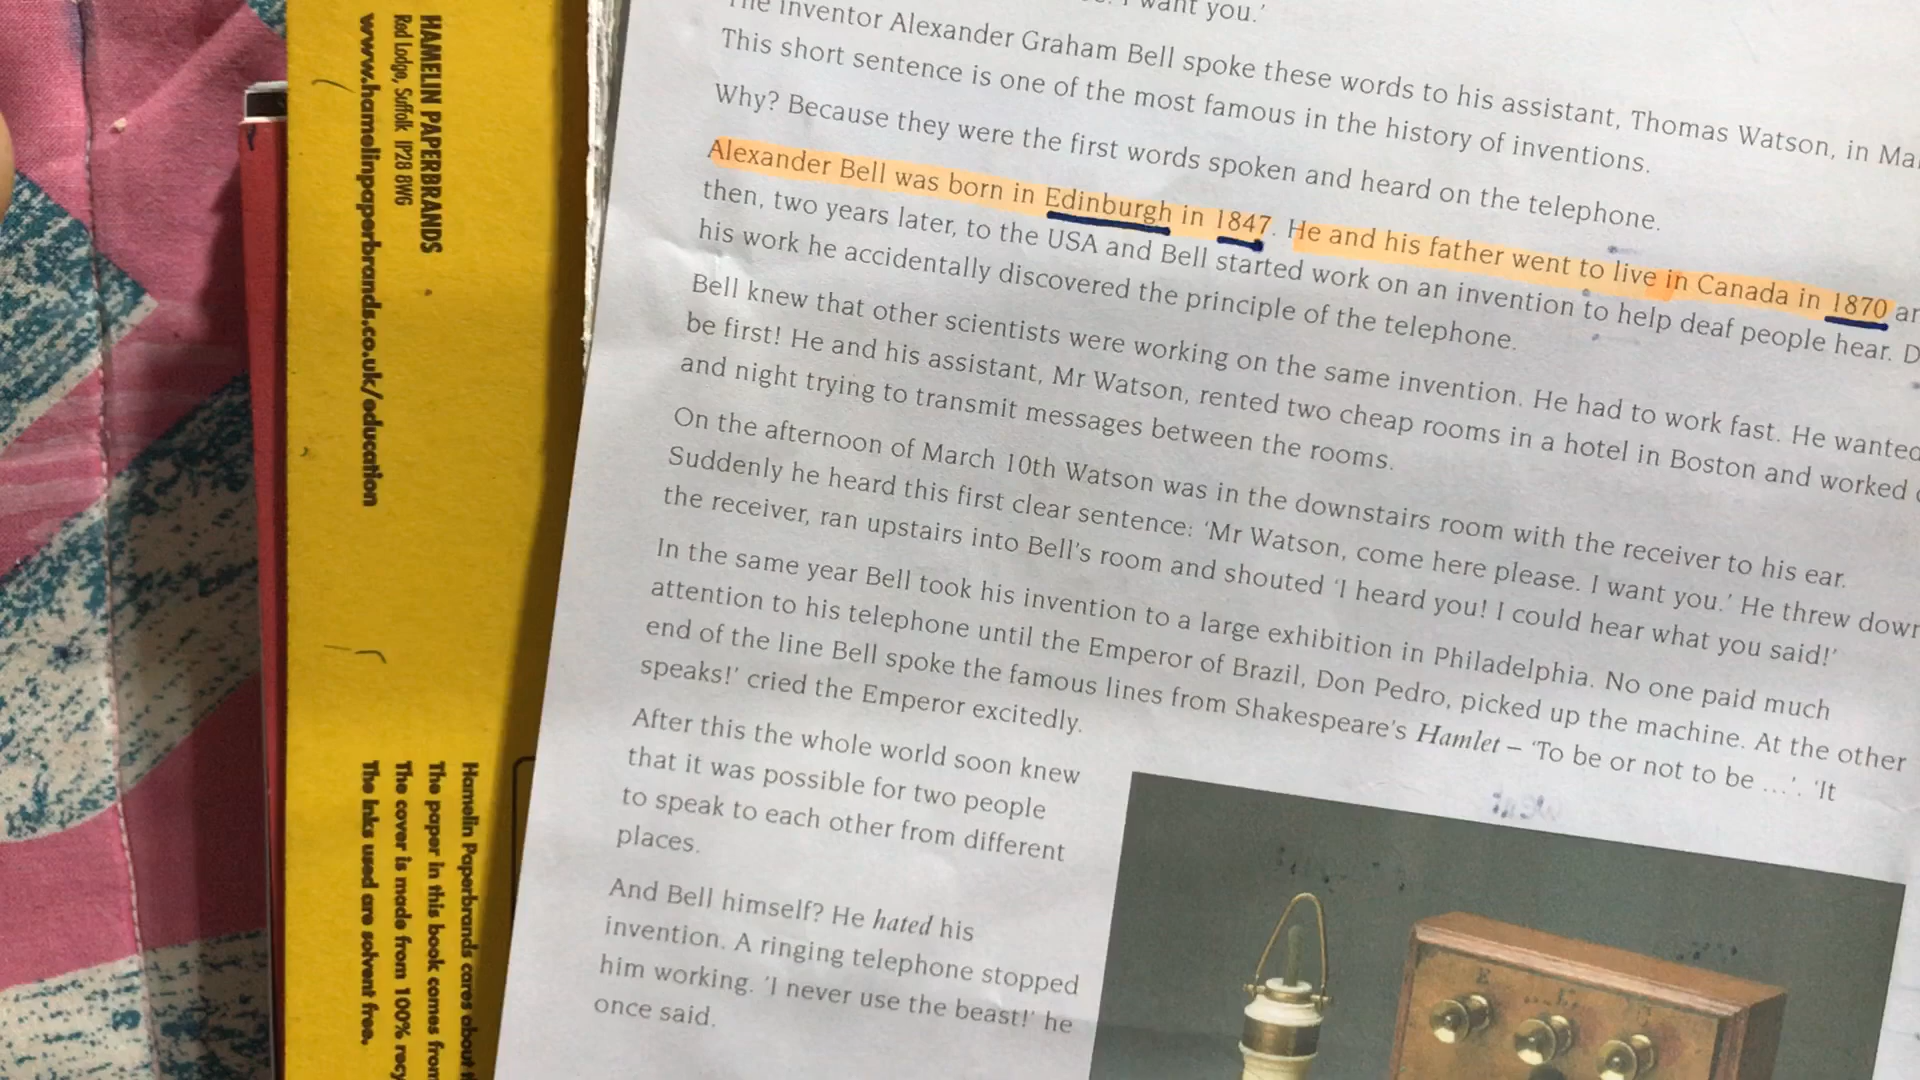 HAMELIN PAPERBRANDS
Red Lodge, Suffolk IP28 8WG
www.hamelinpaperbrands.co.uk/education
Hamelin Paperbrands cares about
The paper in this book comes from
The cover is made from 100% recy
The inks used are solvent free.
want you.'
The inventor Alexander Graham Bell spoke these words to his assistant, Thomas Watson, in Mar
This short sentence is one of the most famous in the history of inventions.
Why? Because they were the first words spoken and heard on the telephone.
Alexander Bell was born in Edinburgh in 1847. He and his father went to live in Canada in 1870 an
then, two years later, to the USA and Bell started work on an invention to help deaf people hear. D
his work he accidentally discovered the principle of the telephone.
Bell knew that other scientists were working on the same invention. He had to work fast. He wanted
be first! He and his assistant, Mr Watson, rented two cheap rooms in a hotel in Boston and worked
and night trying to transmit messages between the rooms.
On the afternoon of March 10th Watson was in the downstairs room with the receiver to his ear.
Suddenly he heard this first clear sentence: 'Mr Watson, come here please. I want you.' He threw down
the receiver, ran upstairs into Bell's room and shouted 'I heard you! I could hear what you said!'
In the same year Bell took his invention to a large exhibition in Philadelphia. No one paid much
attention to his telephone until the Emperor of Brazil, Don Pedro, picked up the machine. At the other
end of the line Bell spoke the famous lines from Shakespeare's Hamlet – 'To be or not to be ...'. 'It
speaks!' cried the Emperor excitedly.
After this the whole world soon knew
that it was possible for two people
to speak to each other from different
places.
And Bell himself? He hated his
invention. A ringing telephone stopped
him working. 'I never use the beast!' he
once said.